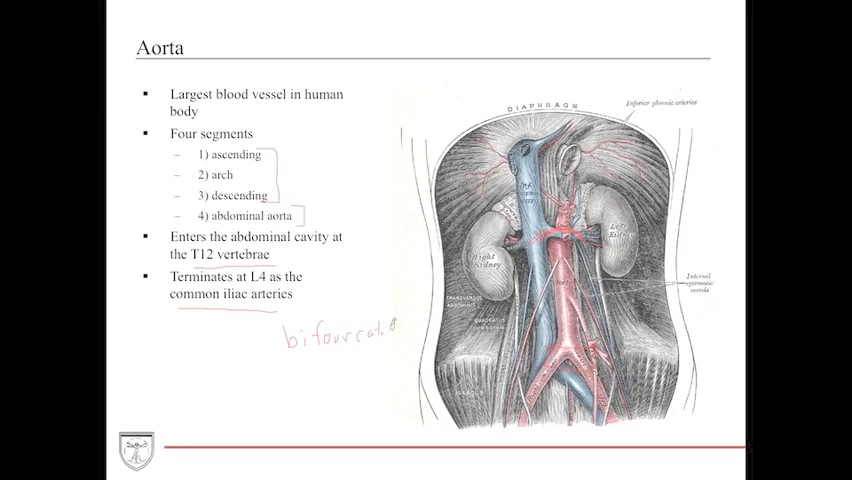 Aorta
▪ Largest blood vessel in human
body
▪ Four segments
– 1) ascending
– 2) arch
– 3) descending
– 4) abdominal aorta
▪ Enters the abdominal cavity at
the T12 vertebrae
▪ Terminates at L4 as the
common iliac arteries
DIAPHRAGM
Inferior phrenic arteries
Right
Kidney
Left
Kidney
Internal
spermatic
vessels
TRANSVERSUS
ABDOMINIS
QUADRATUS
LUMBORUM
ILIACUS